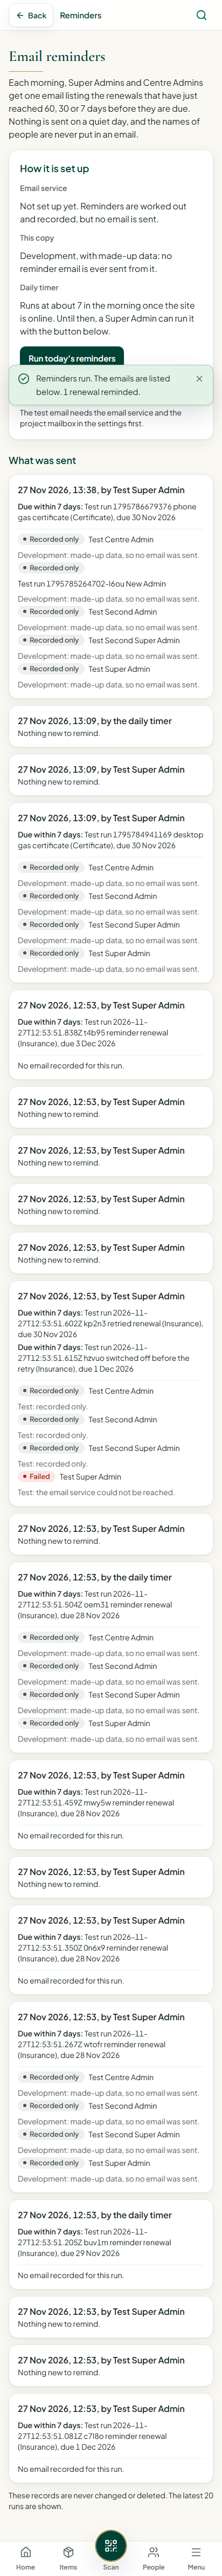 Back
Reminders
Email reminders
Each morning, Super Admins and Centre Admins
get one email listing the renewals that have just
reached 60, 30 or 7 days before they are due.
Nothing is sent on a quiet day, and the names of
people are never put in an email.
How it is set up
Email service
Not set up yet. Reminders are worked out
and recorded, but no email is sent.
This copy
Development, with made-up data: no
reminder email is ever sent from it.
Daily timer
Runs at about 7 in the morning once the site
is online. Until then, a Super Admin can run it
with the button below.
Run today's reminders
Reminders run. The emails are listed
below. 1 renewal reminded.
The test email needs the email service and the
project mailbox in the settings first.
What was sent
27 Nov 2026, 13:38, by Test Super Admin
Due within 7 days: Test run 1795786679376 phone
gas certificate (Certificate), due 30 Nov 2026
Recorded only Test Centre Admin
Development: made-up data, so no email was sent.
Recorded only
Test run 1795785264702-l6ou New Admin
Development: made-up data, so no email was sent.
Recorded only Test Second Admin
Development: made-up data, so no email was sent.
Recorded only Test Second Super Admin
Development: made-up data, so no email was sent.
Recorded only Test Super Admin
Development: made-up data, so no email was sent.
27 Nov 2026, 13:09, by the daily timer
Nothing new to remind.
27 Nov 2026, 13:09, by Test Super Admin
Nothing new to remind.
27 Nov 2026, 13:09, by Test Super Admin
Due within 7 days: Test run 1795784941169 desktop
gas certificate (Certificate), due 30 Nov 2026
Recorded only Test Centre Admin
Development: made-up data, so no email was sent.
Recorded only Test Second Admin
Development: made-up data, so no email was sent.
Recorded only Test Second Super Admin
Development: made-up data, so no email was sent.
Recorded only Test Super Admin
Development: made-up data, so no email was sent.
27 Nov 2026, 12:53, by Test Super Admin
Due within 7 days: Test run 2026-11-
27T12:53:51.838Z t4b95 reminder renewal
(Insurance), due 3 Dec 2026
No email recorded for this run.
27 Nov 2026, 12:53, by Test Super Admin
Nothing new to remind.
27 Nov 2026, 12:53, by Test Super Admin
Nothing new to remind.
27 Nov 2026, 12:53, by Test Super Admin
Nothing new to remind.
27 Nov 2026, 12:53, by Test Super Admin
Nothing new to remind.
27 Nov 2026, 12:53, by Test Super Admin
Due within 7 days: Test run 2026-11-
27T12:53:51.602Z kp2n3 retried renewal (Insurance),
due 30 Nov 2026
Due within 7 days: Test run 2026-11-
27T12:53:51.615Z hzvuo switched off before the
retry (Insurance), due 1 Dec 2026
Recorded only Test Centre Admin
Test: recorded only.
Recorded only Test Second Admin
Test: recorded only.
Recorded only Test Second Super Admin
Test: recorded only.
Failed Test Super Admin
Test: the email service could not be reached.
27 Nov 2026, 12:53, by Test Super Admin
Nothing new to remind.
27 Nov 2026, 12:53, by the daily timer
Due within 7 days: Test run 2026-11-
27T12:53:51.504Z oem31 reminder renewal
(Insurance), due 28 Nov 2026
Recorded only Test Centre Admin
Development: made-up data, so no email was sent.
Recorded only Test Second Admin
Development: made-up data, so no email was sent.
Recorded only Test Second Super Admin
Development: made-up data, so no email was sent.
Recorded only Test Super Admin
Development: made-up data, so no email was sent.
27 Nov 2026, 12:53, by Test Super Admin
Due within 7 days: Test run 2026-11-
27T12:53:51.459Z mwy5w reminder renewal
(Insurance), due 28 Nov 2026
No email recorded for this run.
27 Nov 2026, 12:53, by Test Super Admin
Nothing new to remind.
27 Nov 2026, 12:53, by Test Super Admin
Due within 7 days: Test run 2026-11-
27T12:53:51.350Z 0n6x9 reminder renewal
(Insurance), due 28 Nov 2026
No email recorded for this run.
27 Nov 2026, 12:53, by Test Super Admin
Due within 7 days: Test run 2026-11-
27T12:53:51.267Z wtofr reminder renewal
(Insurance), due 28 Nov 2026
Recorded only Test Centre Admin
Development: made-up data, so no email was sent.
Recorded only Test Second Admin
Development: made-up data, so no email was sent.
Recorded only Test Second Super Admin
Development: made-up data, so no email was sent.
Recorded only Test Super Admin
Development: made-up data, so no email was sent.
27 Nov 2026, 12:53, by the daily timer
Due within 7 days: Test run 2026-11-
27T12:53:51.205Z buv1m reminder renewal
(Insurance), due 29 Nov 2026
No email recorded for this run.
27 Nov 2026, 12:53, by Test Super Admin
Nothing new to remind.
27 Nov 2026, 12:53, by Test Super Admin
Nothing new to remind.
27 Nov 2026, 12:53, by Test Super Admin
Due within 7 days: Test run 2026-11-
27T12:53:51.081Z c7l8o reminder renewal
(Insurance), due 1 Dec 2026
No email recorded for this run.
These records are never changed or deleted. The latest 20
runs are shown.
Home
Items
Scan
People
Menu